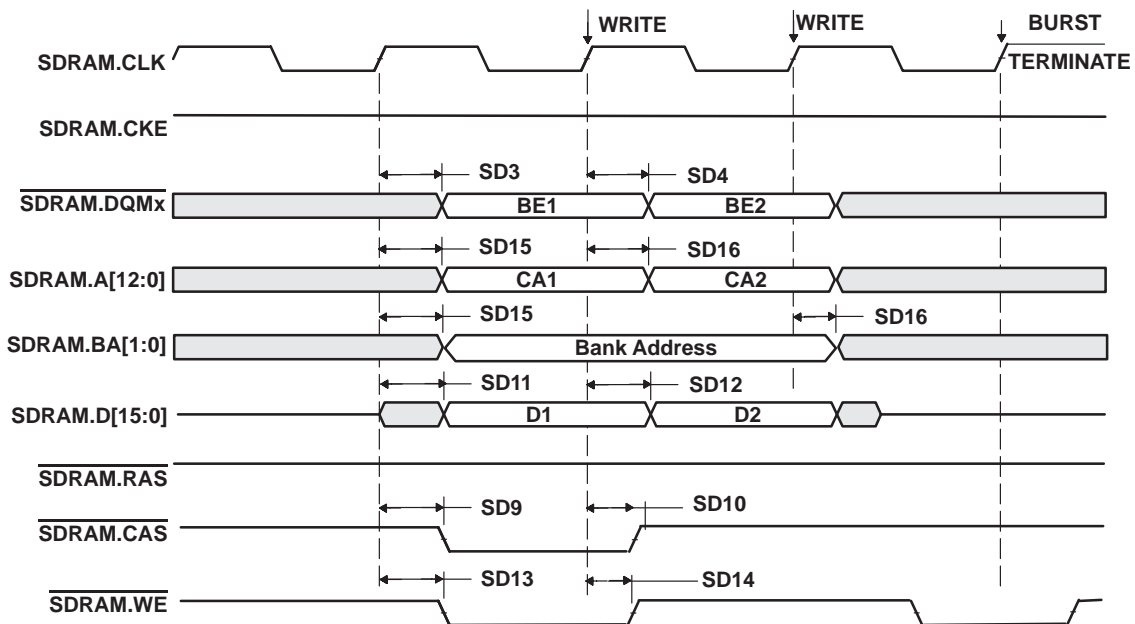 WRITE WRITE BURST
SDRAM.CLK TERMINATE
SDRAM.CKE
SD3 SD4
SDRAM.DQMx BE1 BE2
SD15 SD16
SDRAM.A[12:0] CA1 CA2
SD15 SD16
SDRAM.BA[1:0] Bank Address
SD11 SD12
SDRAM.D[15:0] D1 D2
SDRAM.RAS
SD9 SD10
SDRAM.CAS
SD13 SD14
SDRAM.WE